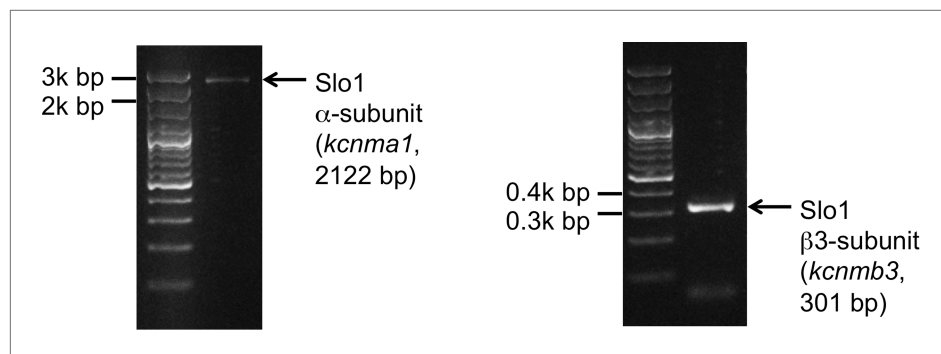 3k bp
2k bp
Slo1
α-subunit
(kcnma1,
2122 bp)
0.4k bp
0.3k bp
Slo1
β3-subunit
(kcnmb3,
301 bp)